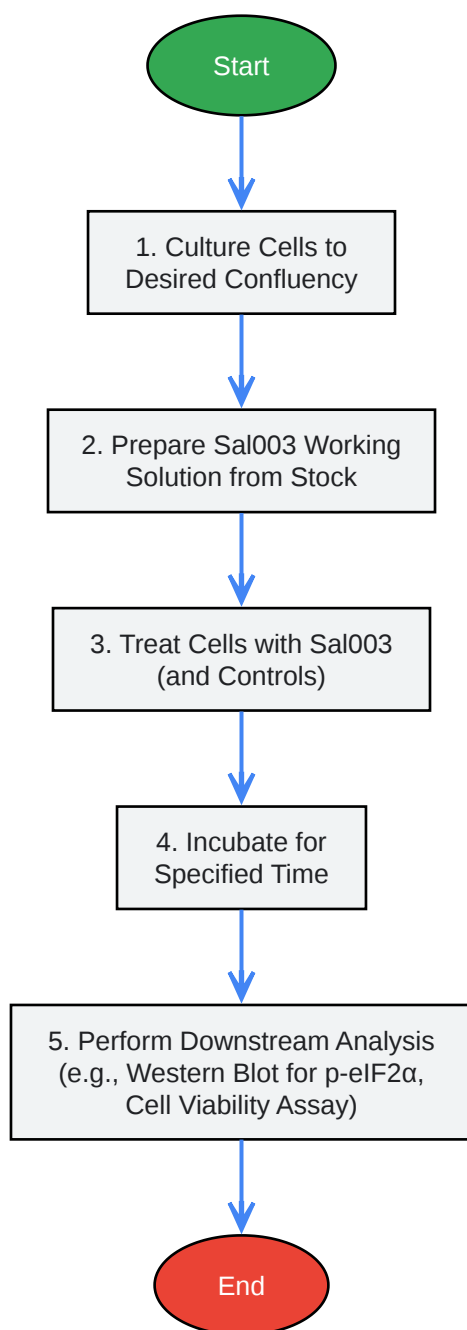 Start
1. Culture Cells to
Desired Confluency
2. Prepare Sal003 Working
Solution from Stock
3. Treat Cells with Sal003
(and Controls)
4. Incubate for
Specified Time
5. Perform Downstream Analysis
(e.g., Western Blot for p-eIF2α,
Cell Viability Assay)
End